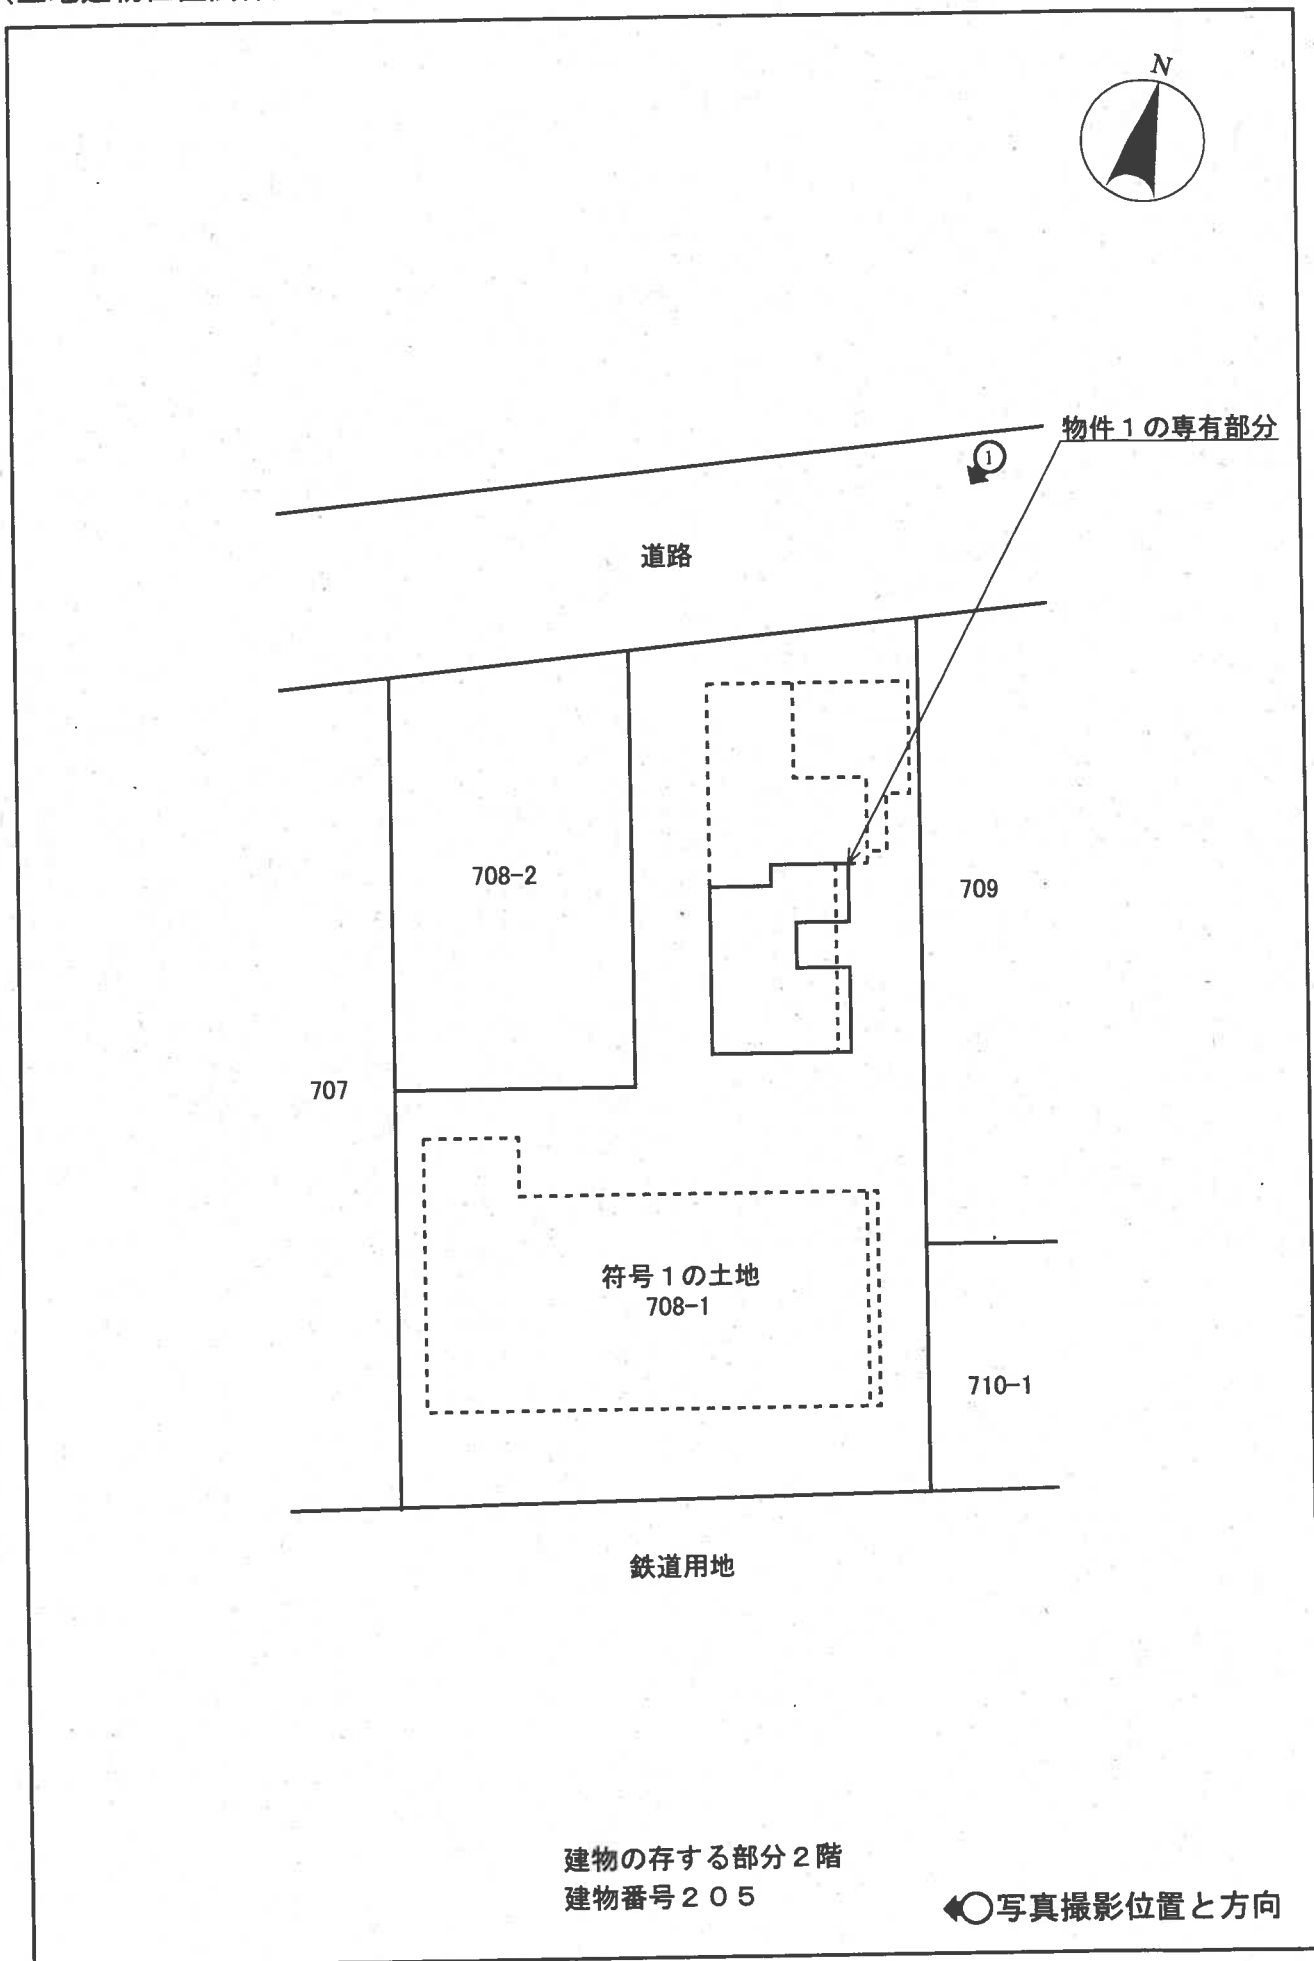 N
物件１の専有部分
1
道路
708-2
709
707
符号１の土地
708-1
710-1
鉄道用地
建物の存する部分２階
建物番号２０５
写真撮影位置と方向